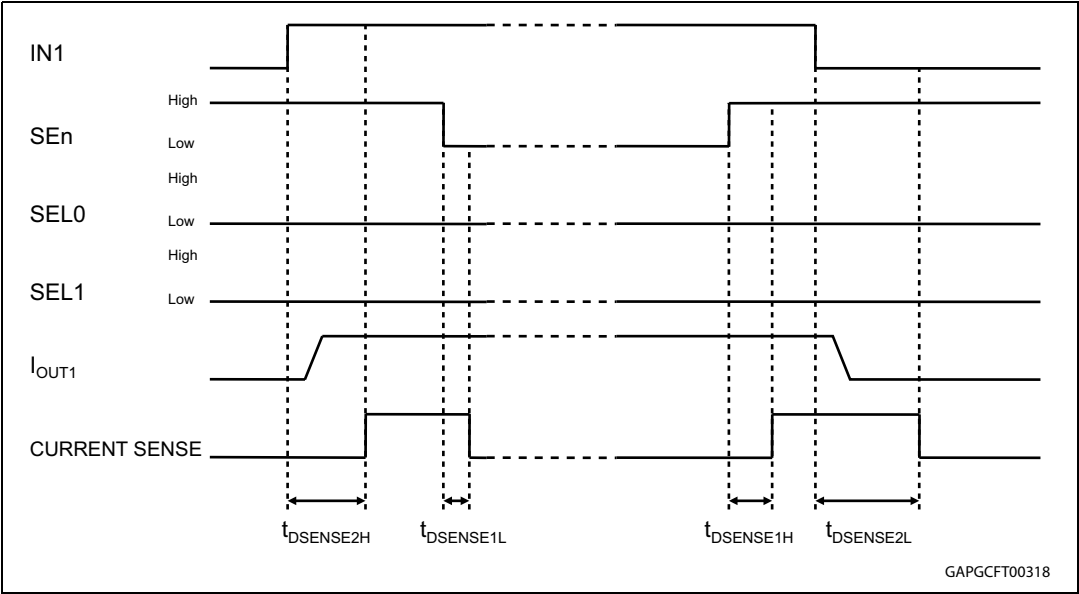 IN1
High
SEn
Low
High
SEL0
Low
High
SEL1
Low
IOUT1
CURRENT SENSE
tDSENSE2H tDSENSE1L tDSENSE1H tDSENSE2L
GAPGCFT00318